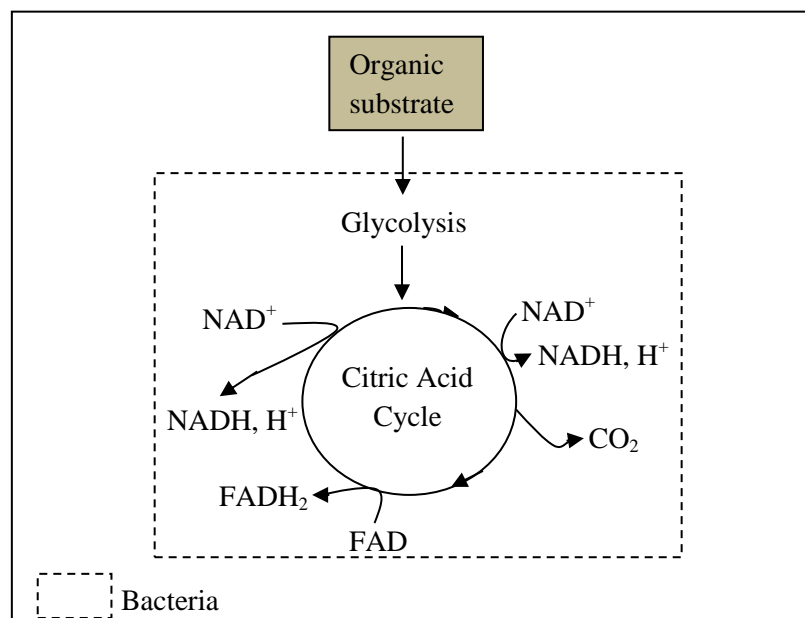 Organic
substrate
Glycolysis
NAD⁺
NAD⁺
NADH, H⁺
Citric Acid
Cycle
NADH, H⁺
CO₂
FADH₂
FAD
Bacteria